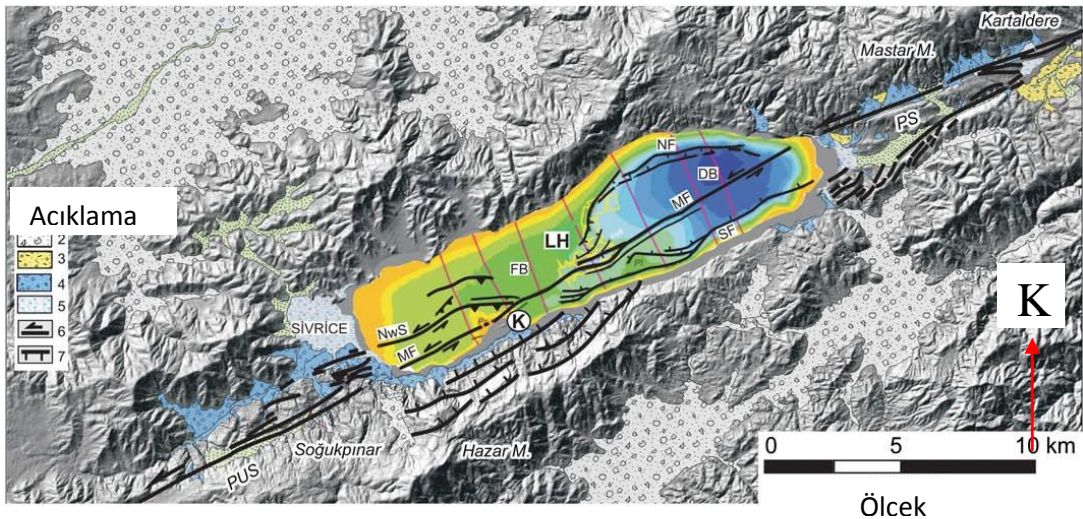 Kartaldere
Mastar M.
PS
NF
DB
MF
SF
PI
LH
FB
K
NwS
MF
SİVRİCE
Soğukpınar
Hazar M.
PUS
Acıklama
2
3
4
5
6
7
K
0 5 10 km
Ölçek